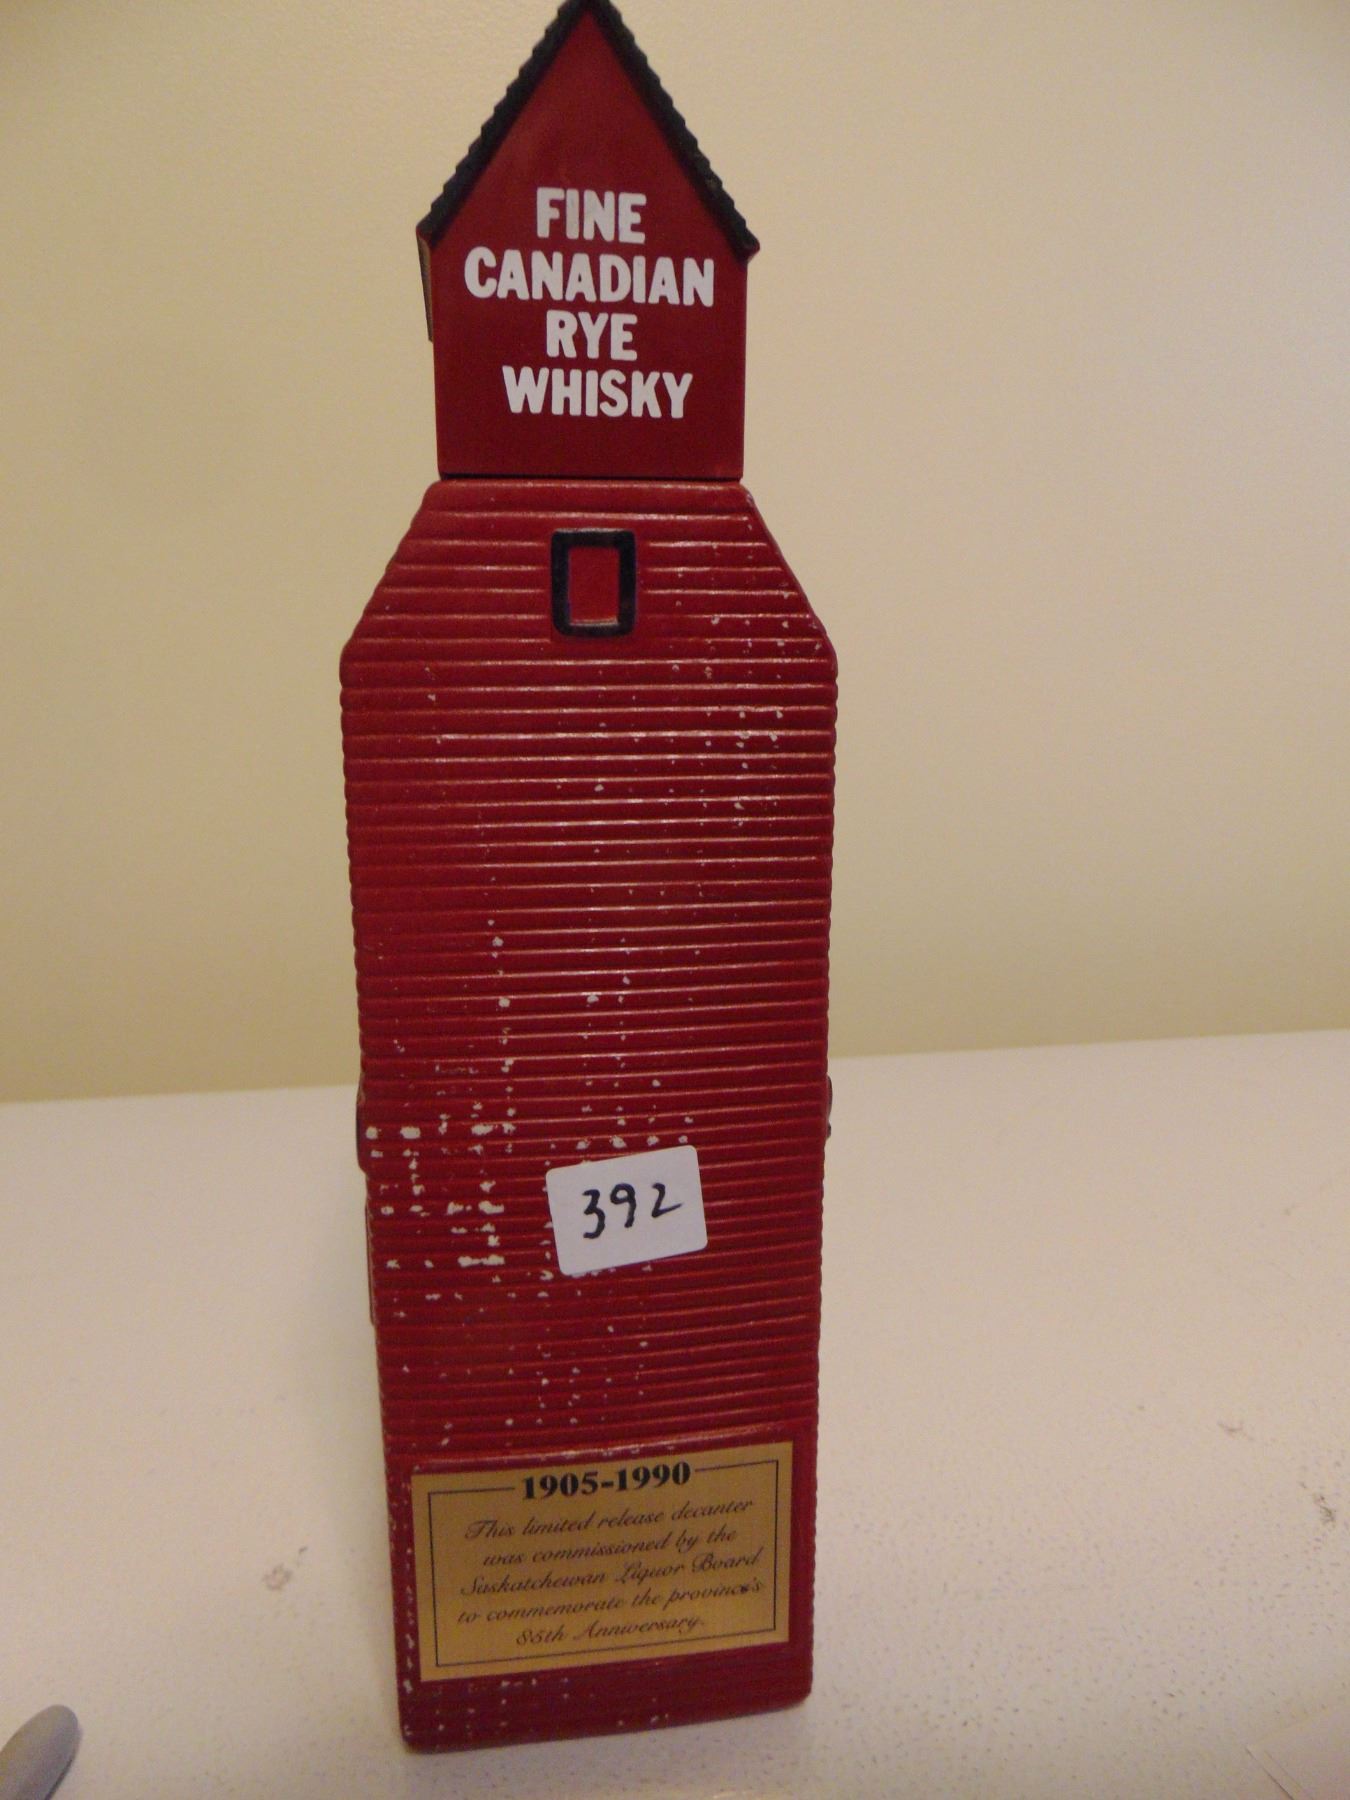 FINE
CANADIAN
RYE
WHISKY
392
1905-1990
This limited release decanter
was commissioned by the
Saskatchewan Liquor Board
to commemorate the province's
85th Anniversary.